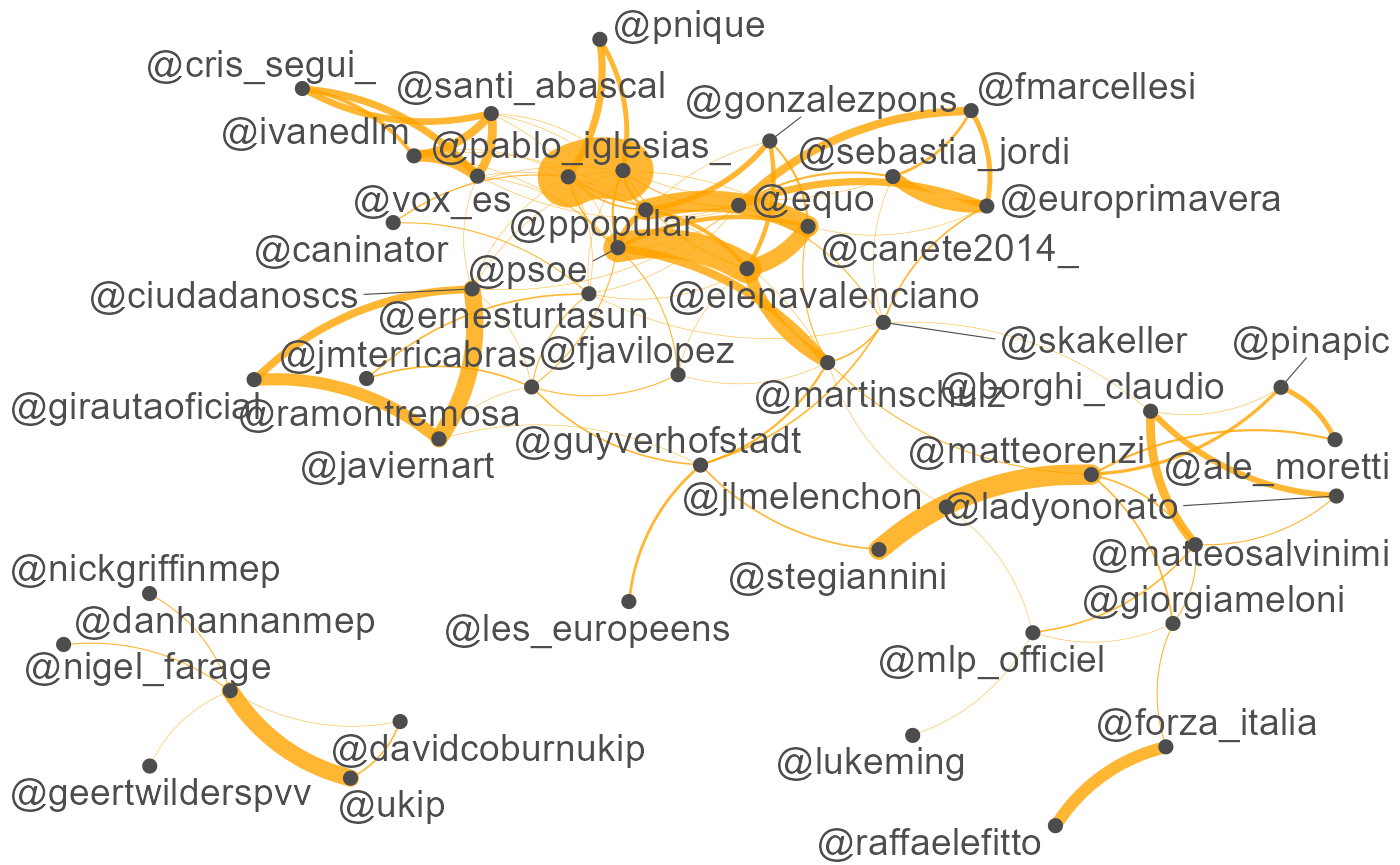 @pnique
@cris_segui_
@santi_abascal
@fmarcellesi
@gonzalezpons
@ivanedlm
@pablo_iglesias_
@sebastia_jordi
@vox_es
@equo
@europrimavera
@ppopular
@caninator
@canete2014_
@psoe
@ciudadanoscs
@elenavalenciano
@ernesturtasun
@skakeller
@pinapic
@jmterricabras
@fjavilopez
@borghi_claudio
@martinschulz
@girautaoficial
@ramontremosa
@guyverhofstadt
@matteorenzi
@javiernart
@ale_moretti
@jlmelenchon
@ladyonorato
@matteosalvinimi
@nickgriffinmep
@stegiannini
@giorgiameloni
@danhannanmep
@les_europeens
@nigel_farage
@mlp_officiel
@forza_italia
@davidcoburnukip
@lukeming
@geertwilderspvv
@ukip
@raffaelefitto